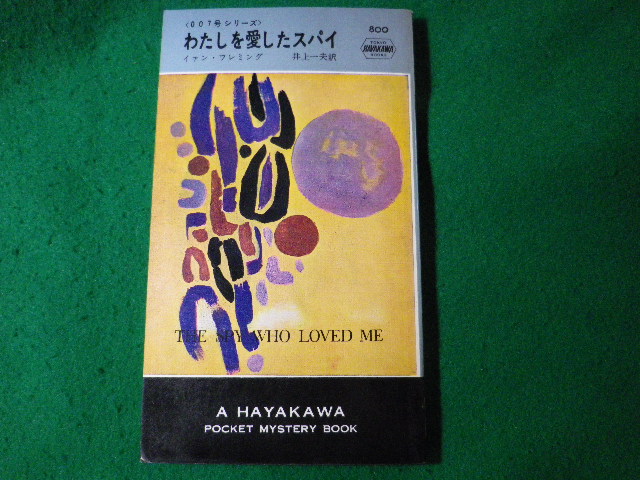 〈007号シリーズ〉
800
わたしを愛したスパイ
イァン・フレミング 井上一夫訳
TOKYO
HAYAKAWA
BOOKS
THE SPY WHO LOVED ME
A HAYAKAWA
POCKET MYSTERY BOOK